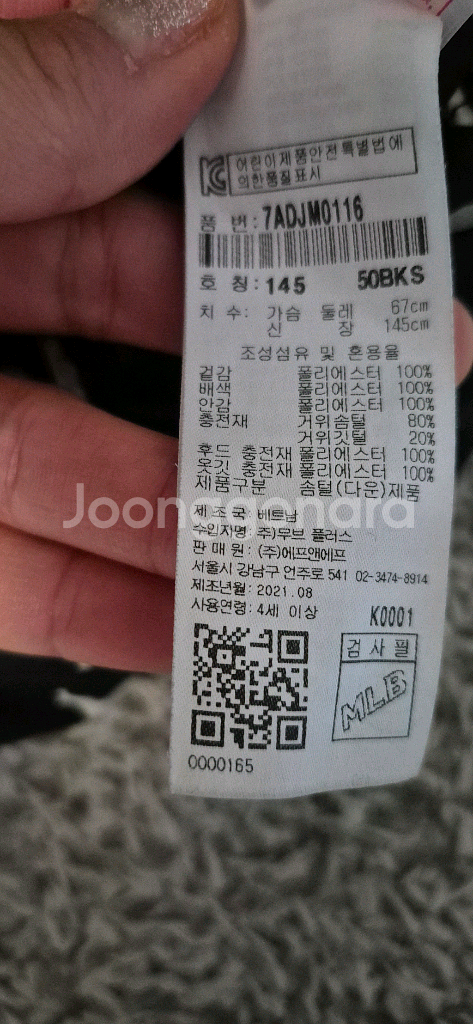 KC 어린이제품안전특별법에
의한품질표시
품 번: 7ADJM0116
호 칭: 145 50BKS
치 수: 가슴 둘레 67cm
신 장 145cm
조성섬유 및 혼용율
겉감 폴리에스터 100%
배색 폴리에스터 100%
안감 폴리에스터 100%
충전재 거위솜털 80%
거위깃털 20%
후드 충전재 폴리에스터 100%
옷깃 충전재 폴리에스터 100%
제품구분 솜털(다운)제품
Joonggonara
제 조 국: 베트남
수입자명: 주)무브 플러스
판 매 원: (주)에프앤에프
서울시 강남구 언주로 541 02-3474-8914
제조년월: 2021.08
사용연령: 4세 이상
K0001
검사필
MLB
0000165